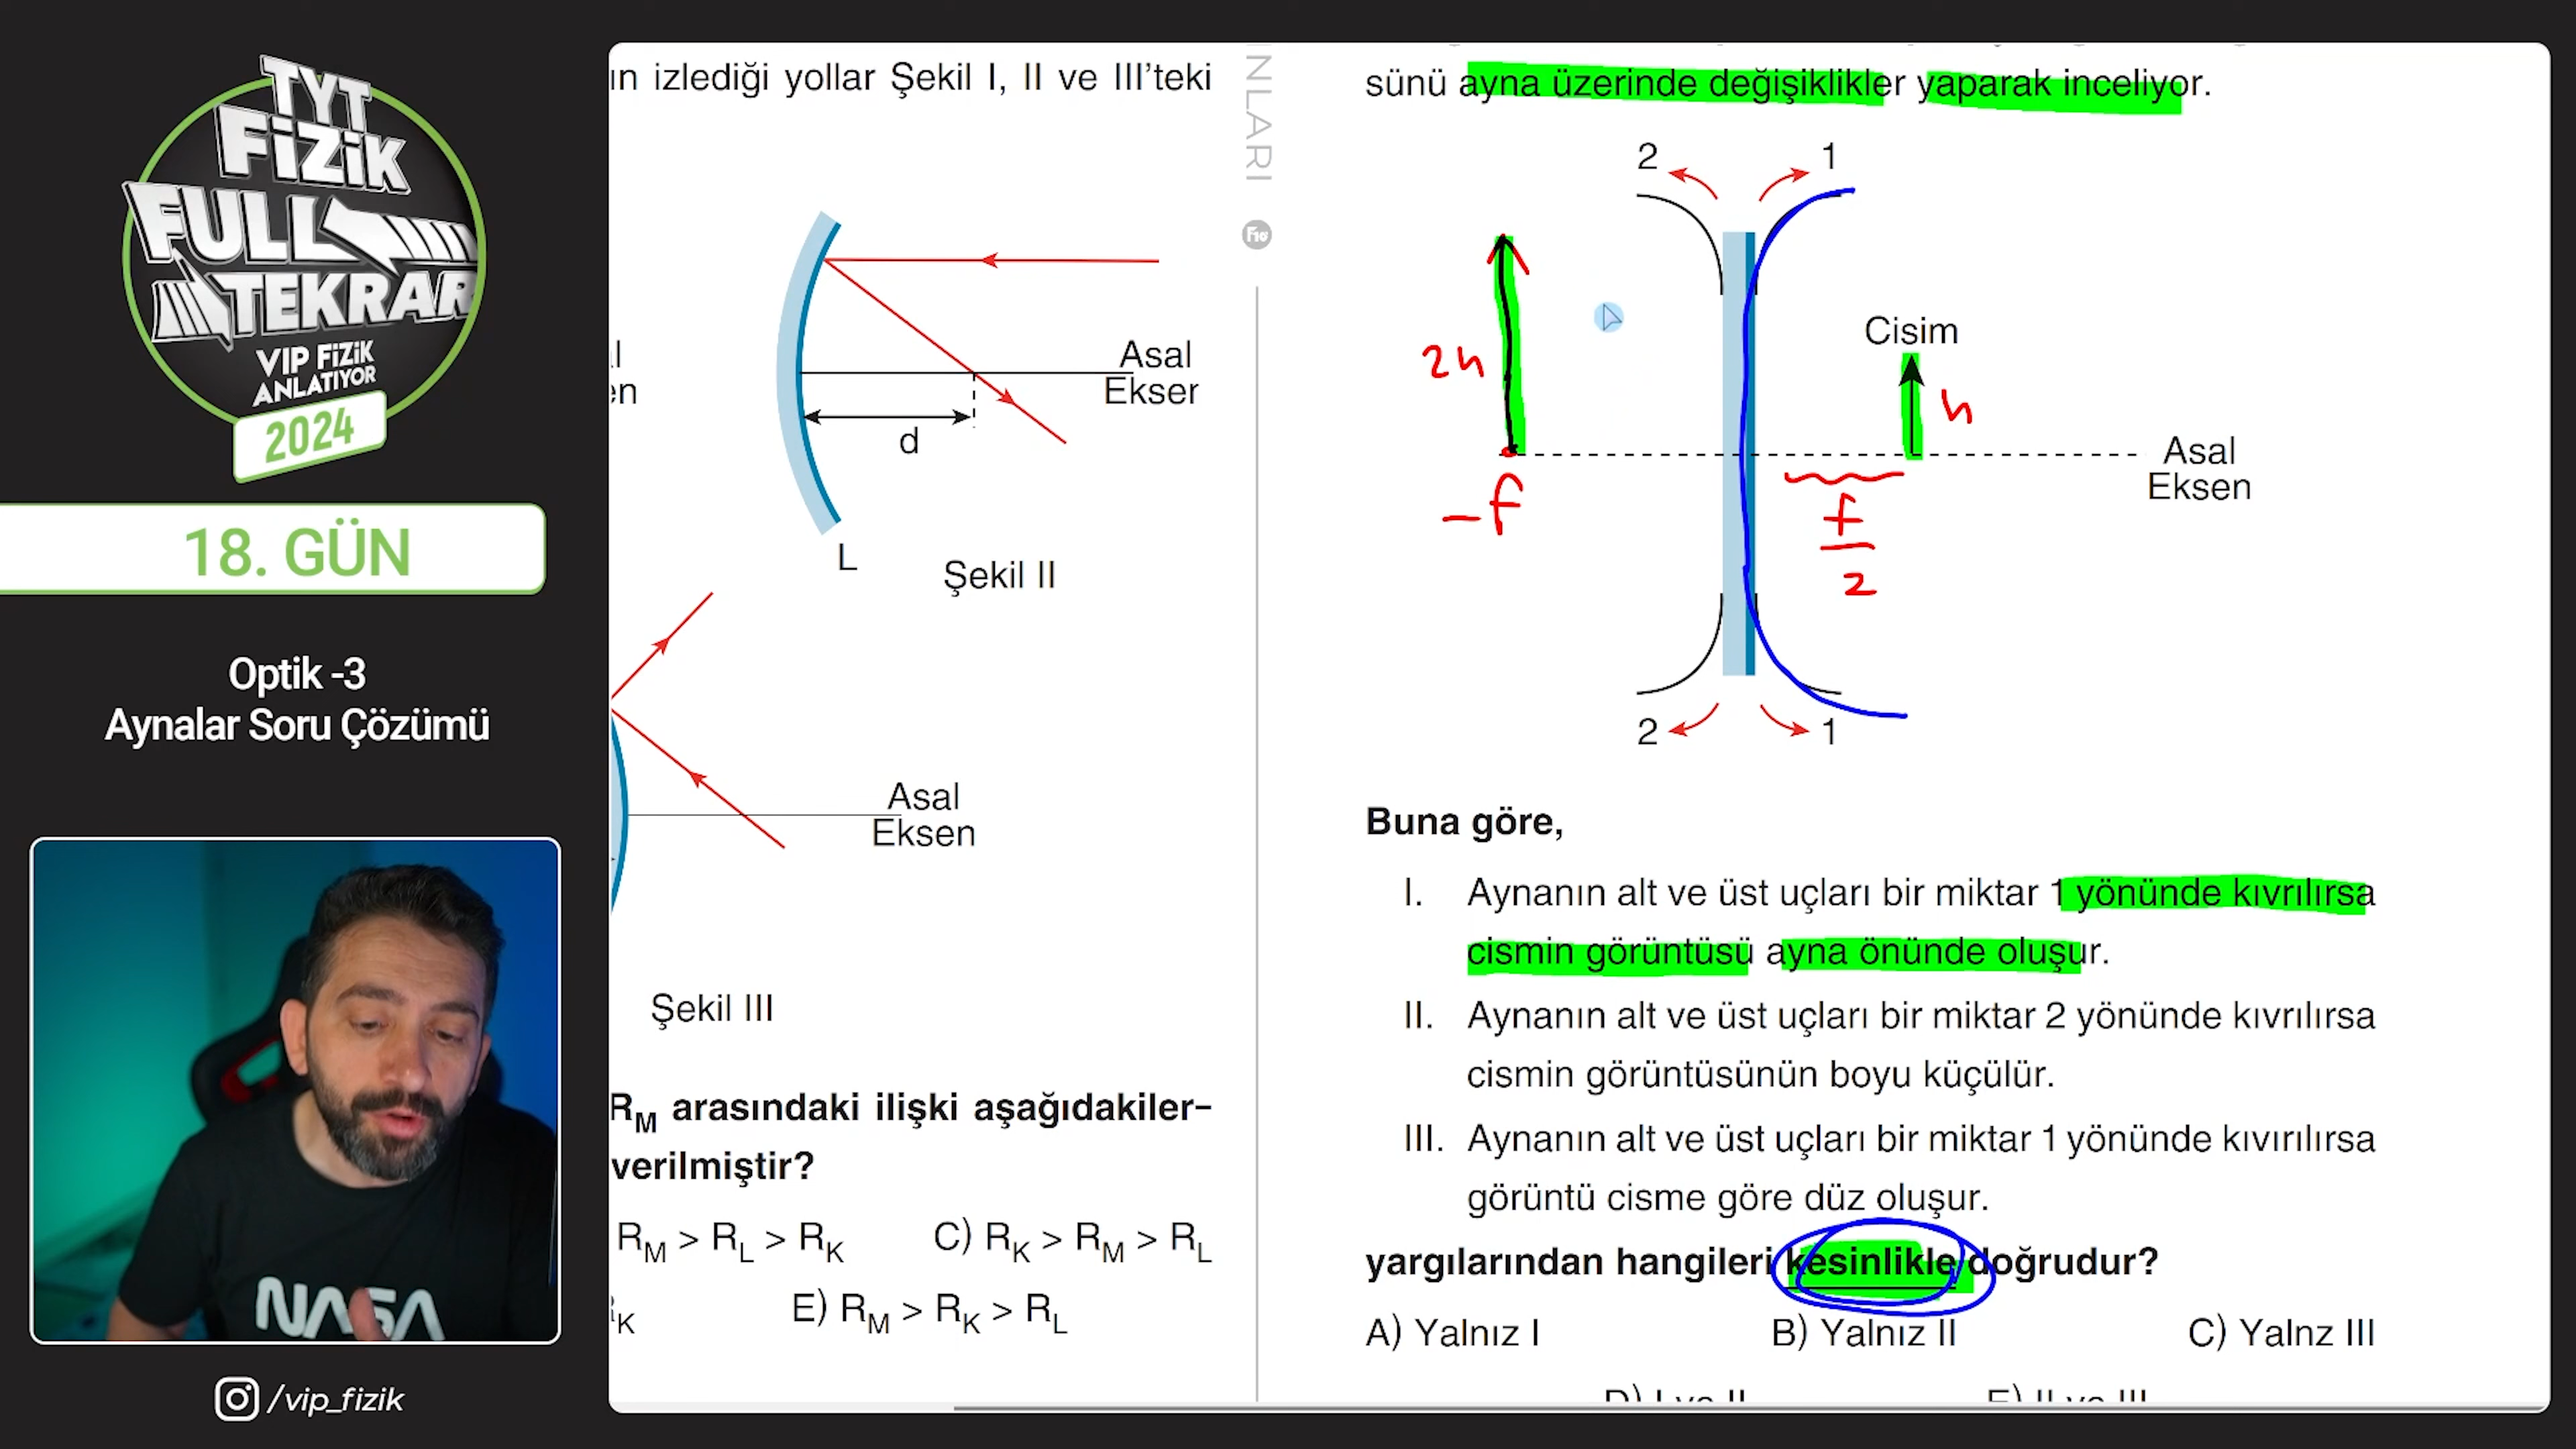 TYT
FiZiK
FULL
TEKRAR
VIP FiZiK
ANLATIYOR
2024
18. GÜN
Optik -3
Aynalar Soru Çözümü
NASA
/vip_fizik
ın izlediği yollar Şekil I, II ve III'teki
Asal
Ekser
d
L
Şekil II
Asal
Eksen
Şekil III
R_M arasındaki ilişki aşağıdakiler-
verilmiştir?
R_M > R_L > R_K C) R_K > R_M > R_L
E) R_M > R_K > R_L
NLARI
sünü ayna üzerinde değişiklikler yaparak inceliyor.
2 1
Cisim
2h
h
Asal
Eksen
-f
f/2
2 1
Buna göre,
I. Aynanın alt ve üst uçları bir miktar 1 yönünde kıvrılırsa
cismin görüntüsü ayna önünde oluşur.
II. Aynanın alt ve üst uçları bir miktar 2 yönünde kıvrılırsa
cismin görüntüsünün boyu küçülür.
III. Aynanın alt ve üst uçları bir miktar 1 yönünde kıvırılırsa
görüntü cisme göre düz oluşur.
yargılarından hangileri kesinlikle doğrudur?
A) Yalnız I B) Yalnız II C) Yalnz III